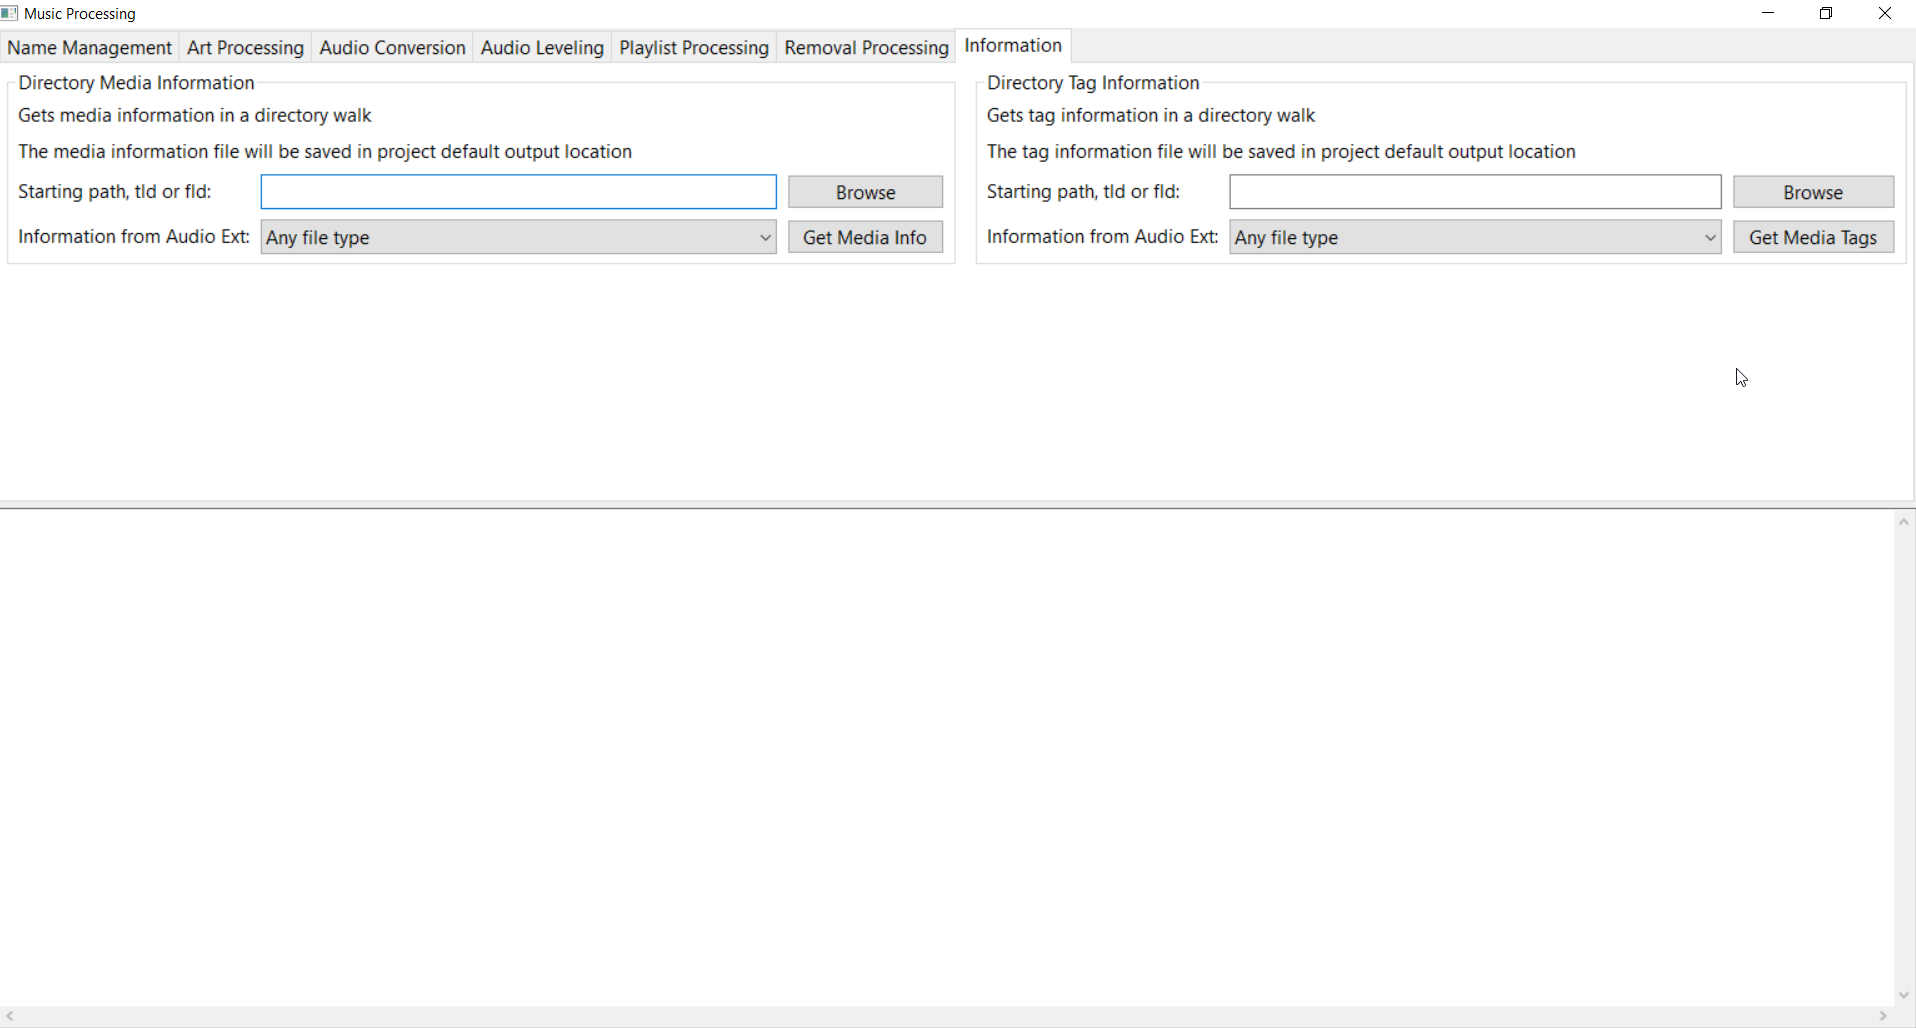 Music Processing
Name Management Art Processing Audio Conversion Audio Leveling Playlist Processing Removal Processing Information
Directory Media Information
Gets media information in a directory walk
The media information file will be saved in project default output location
Starting path, tld or fld: Browse
Information from Audio Ext: Any file type Get Media Info
Directory Tag Information
Gets tag information in a directory walk
The tag information file will be saved in project default output location
Starting path, tld or fld: Browse
Information from Audio Ext: Any file type Get Media Tags